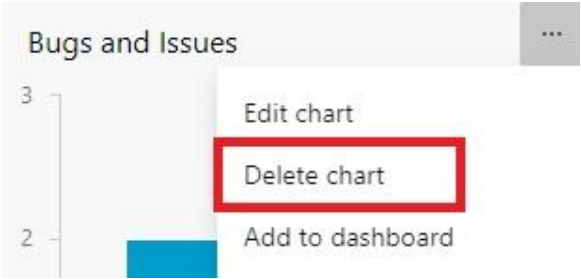 Bugs and Issues
...
3
Edit chart
Delete chart
2
Add to dashboard